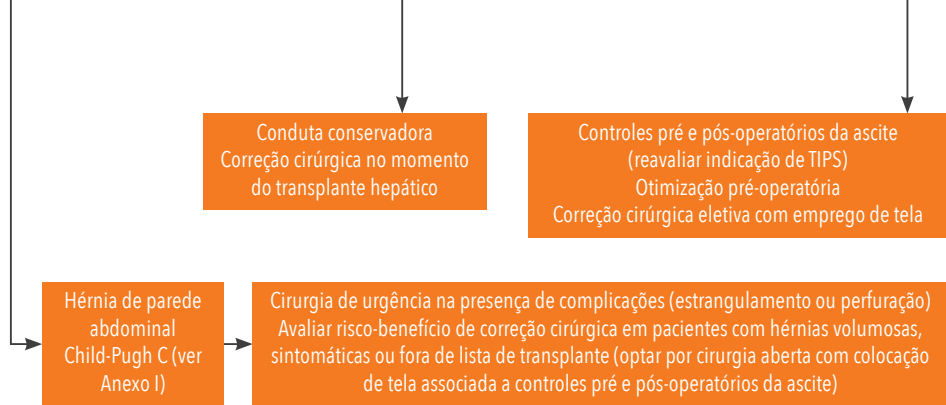 Conduta conservadora
Correção cirúrgica no momento
do transplante hepático
Controles pré e pós-operatórios da ascite
(reavaliar indicação de TIPS)
Otimização pré-operatória
Correção cirúrgica eletiva com emprego de tela
Hérnia de parede
abdominal
Child-Pugh C (ver
Anexo I)
Cirurgia de urgência na presença de complicações (estrangulamento ou perfuração)
Avaliar risco-benefício de correção cirúrgica em pacientes com hérnias volumosas,
sintomáticas ou fora de lista de transplante (optar por cirurgia aberta com colocação
de tela associada a controles pré e pós-operatórios da ascite)